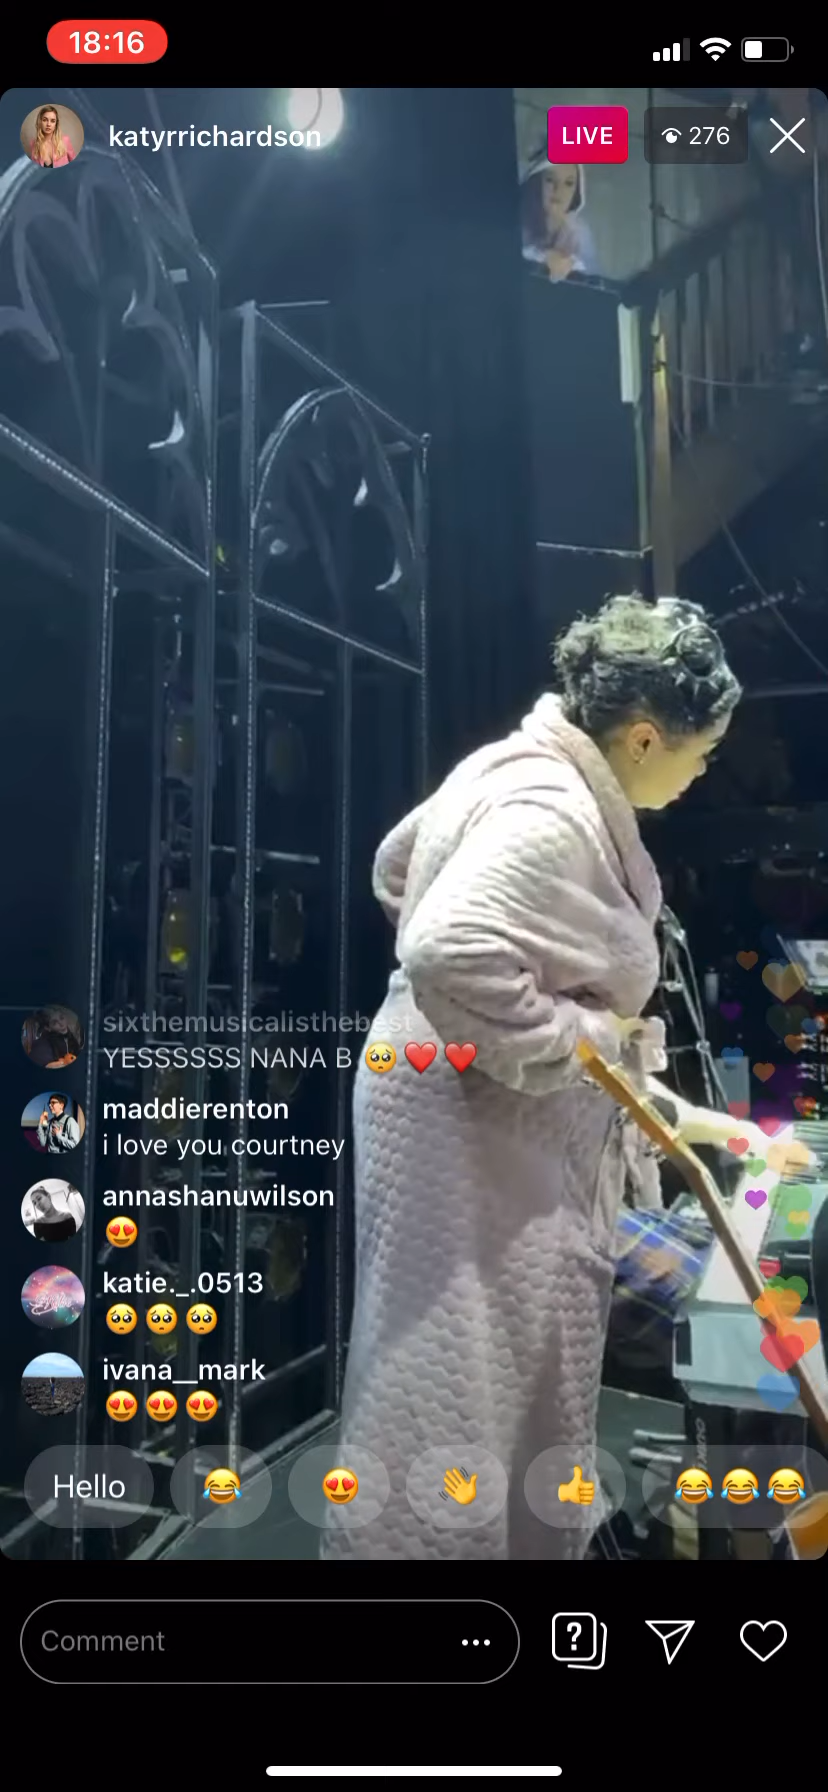 18:16
katyrrichardson
LIVE
276
sixthemusicalisthebest
YESSSSSS NANA B 🥺❤️❤️
maddierenton
i love you courtney
annashanuwilson
😍
katie._.0513
🥺🥺🥺
ivana__mark
😍😍😍
Hello 😂 😍 👋 👍 😂😂😂
Comment